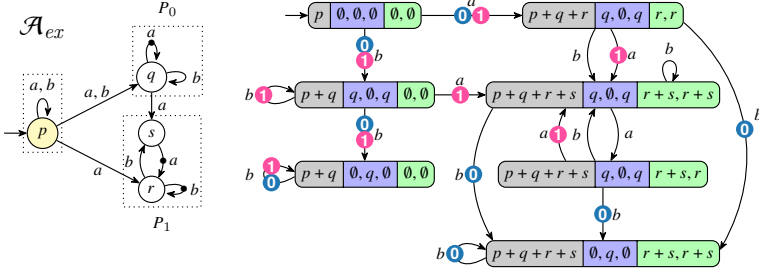 𝒜ex
P0
a
q
b
a, b
a, b
a
p
s
b
a
a
r
b
P1
p ∅, ∅, ∅ ∅, ∅
a
0 1
p + q + r q, ∅, q r, r
0 b
1
b
1 a
b
b 1
p + q q, ∅, q ∅, ∅
a
1
p + q + r + s q, ∅, q r + s, r + s
0 b
1
a 1 b
a
0 b
1
b 0
p + q ∅, q, ∅ ∅, ∅
b 0
p + q + r + s q, ∅, q r + s, r
0 b
b 0
p + q + r + s ∅, q, ∅ r + s, r + s